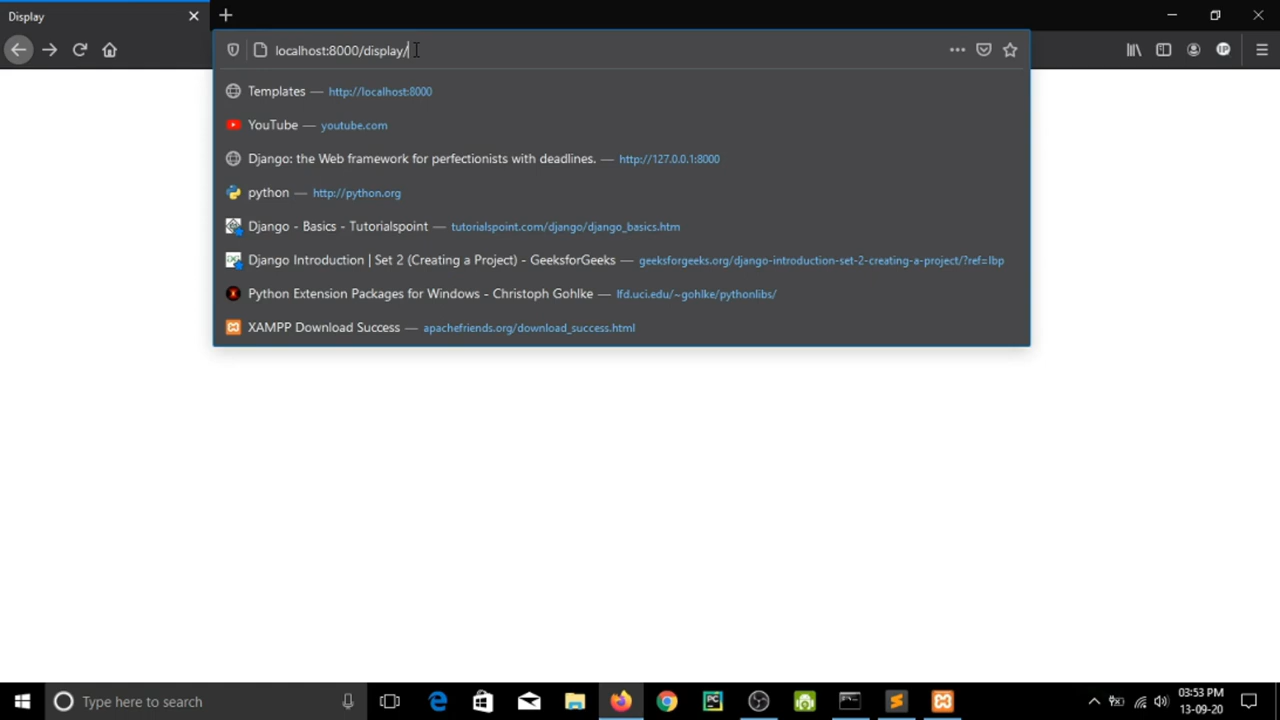 Display
localhost:8000/display/
Templates — http://localhost:8000
YouTube — youtube.com
Django: the Web framework for perfectionists with deadlines. — http://127.0.0.1:8000
python — http://python.org
Django - Basics - Tutorialspoint — tutorialspoint.com/django/django_basics.htm
Django Introduction | Set 2 (Creating a Project) - GeeksforGeeks — geeksforgeeks.org/django-introduction-set-2-creating-a-project/?ref=lbp
Python Extension Packages for Windows - Christoph Gohlke — lfd.uci.edu/~gohlke/pythonlibs/
XAMPP Download Success — apachefriends.org/download_success.html
Type here to search
PC
03:53 PM
13-09-20